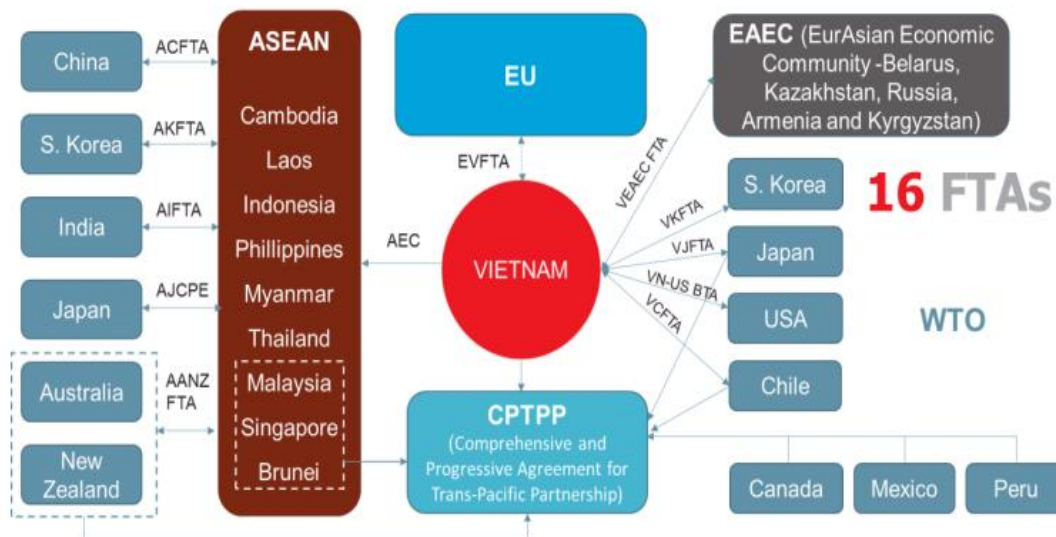 China
S. Korea
India
Japan
Australia
New
Zealand
ACFTA
AKFTA
AIFTA
AJCPE
AANZ
FTA
ASEAN
Cambodia
Laos
Indonesia
Phillippines
Myanmar
Thailand
Malaysia
Singapore
Brunei
AEC
EU
EVFTA
VIETNAM
CPTPP
(Comprehensive and
Progressive Agreement for
Trans-Pacific Partnership)
VEAEC FTA
VKFTA
VJFTA
VN-US BTA
VCFTA
EAEC (EurAsian Economic
Community -Belarus,
Kazakhstan, Russia,
Armenia and Kyrgyzstan)
S. Korea
Japan
USA
Chile
16 FTAs
WTO
Canada
Mexico
Peru